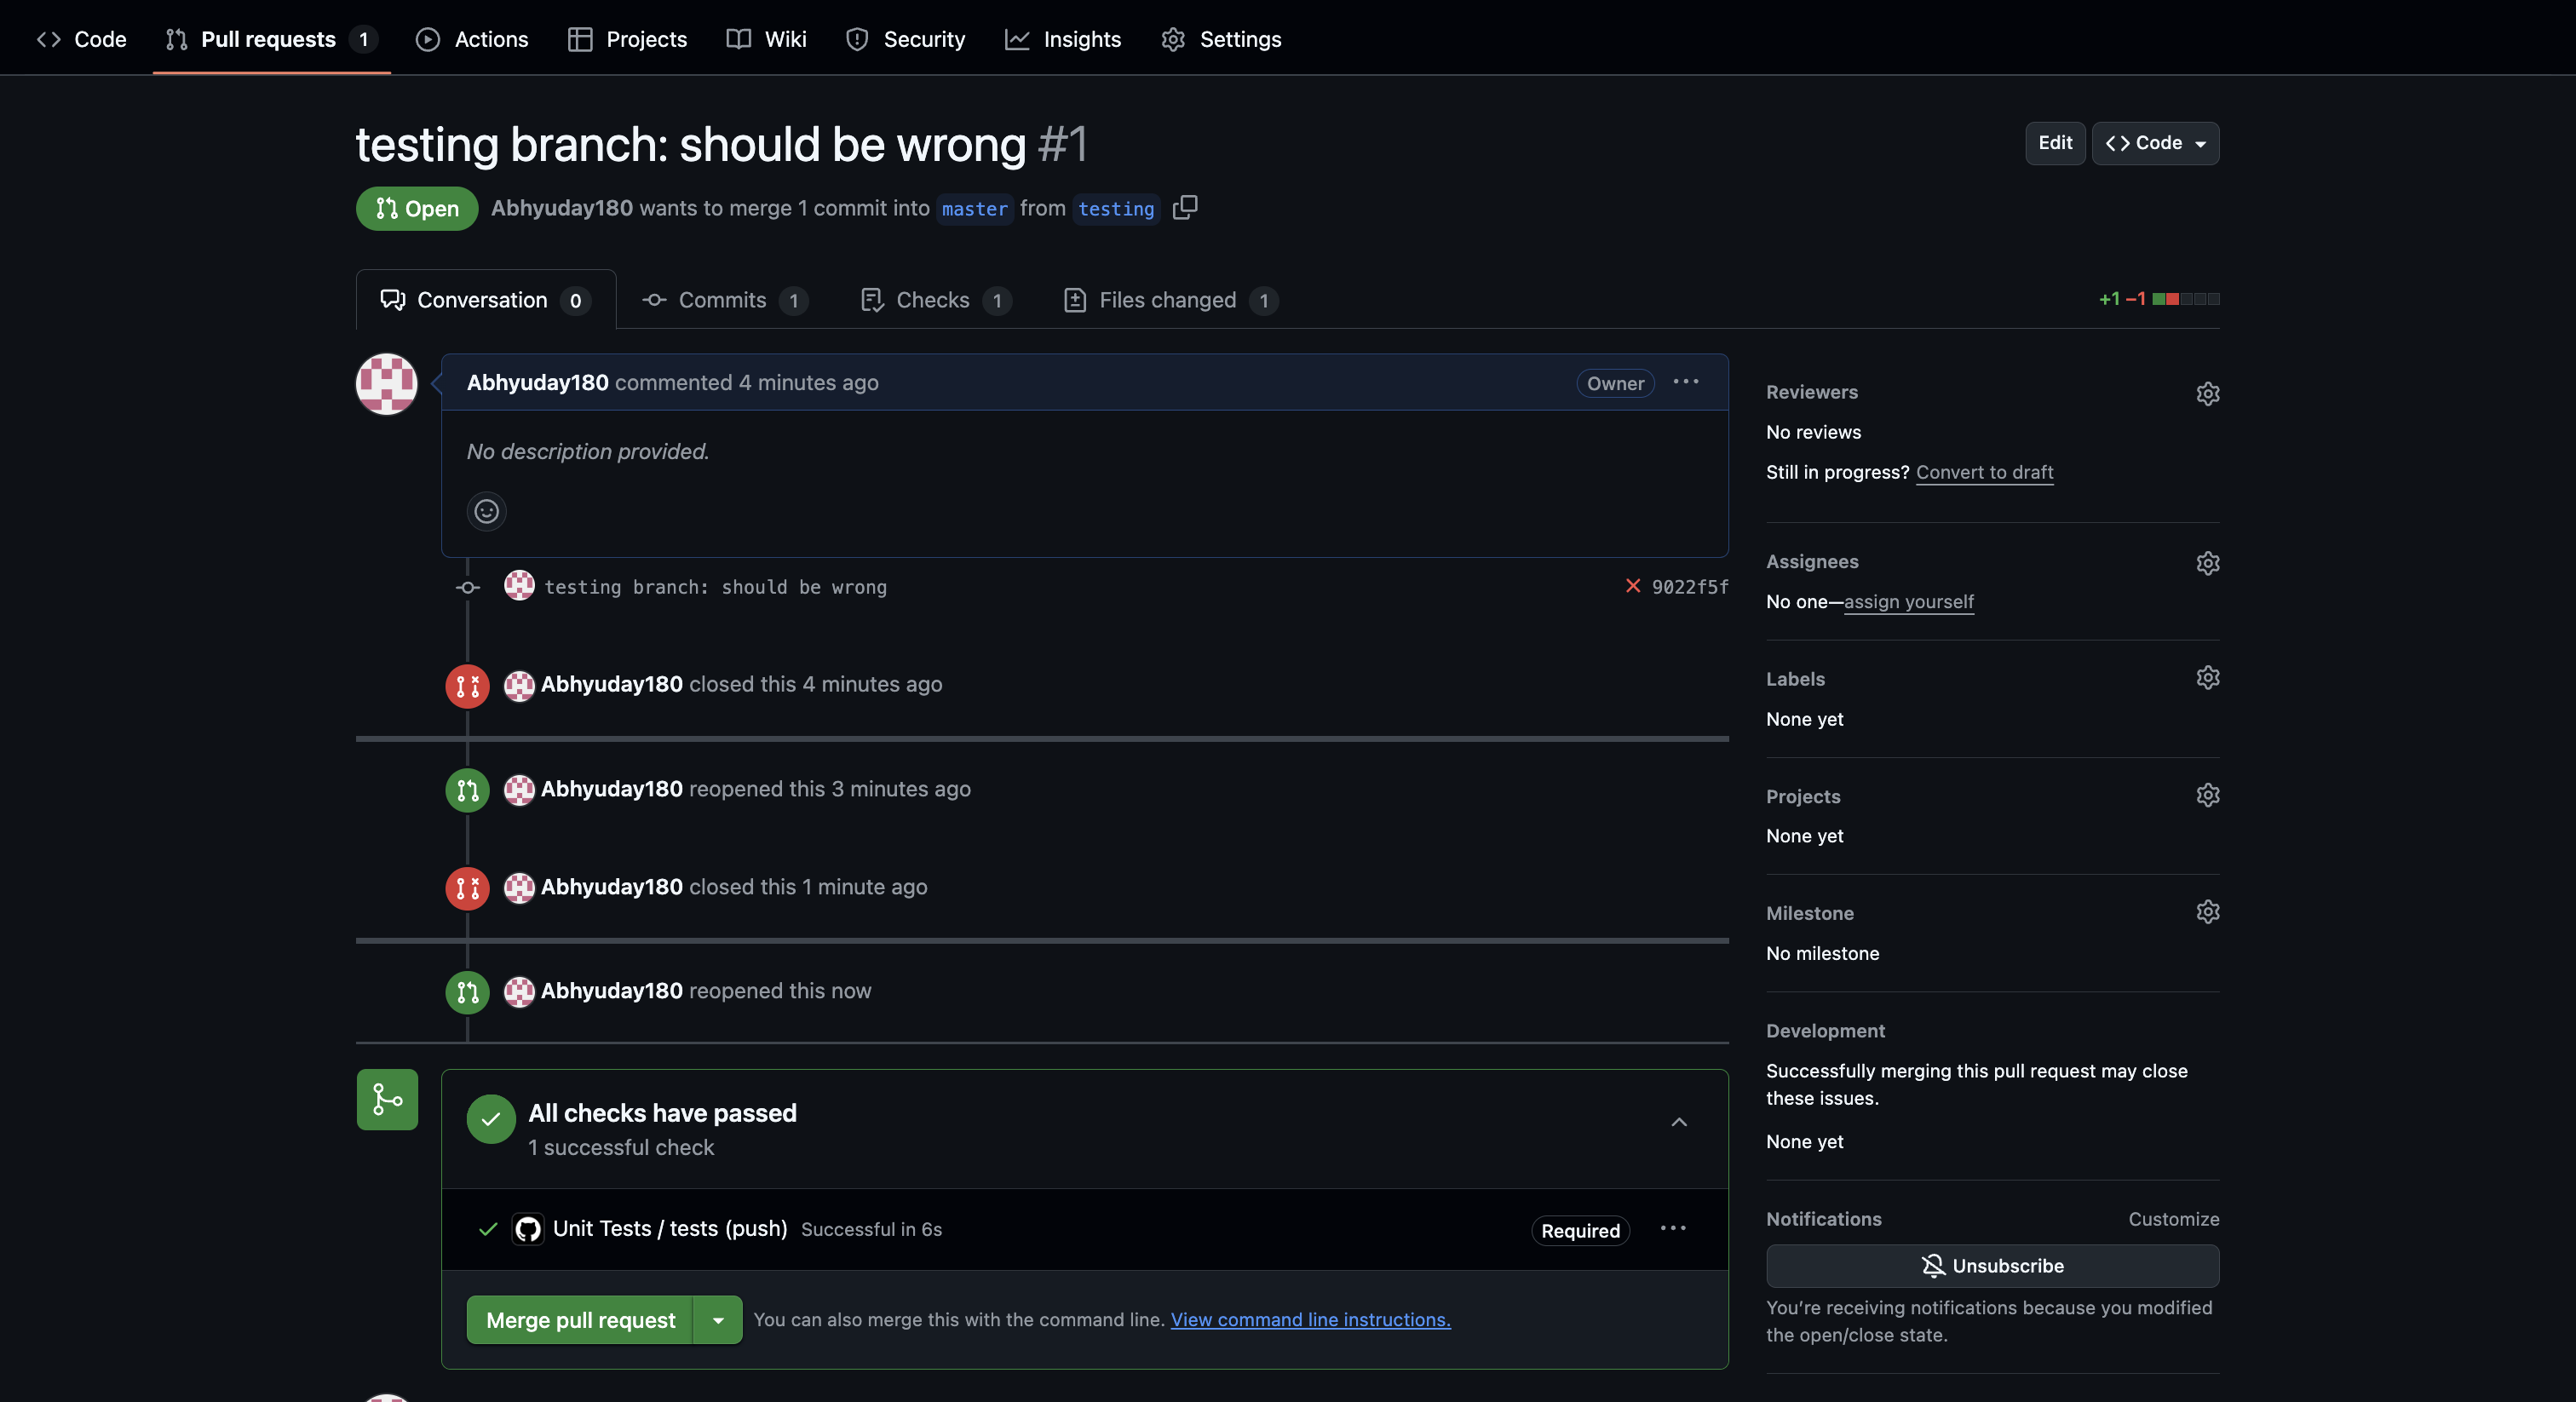 Code Pull requests 1 Actions Projects Wiki Security Insights Settings
testing branch: should be wrong #1
Edit Code
Open Abhyuday180 wants to merge 1 commit into master from testing
Conversation 0 Commits 1 Checks 1 Files changed 1
+1 −1
Abhyuday180 commented 4 minutes ago
Owner
No description provided.
testing branch: should be wrong
9022f5f
Abhyuday180 closed this 4 minutes ago
Abhyuday180 reopened this 3 minutes ago
Abhyuday180 closed this 1 minute ago
Abhyuday180 reopened this now
All checks have passed
1 successful check
Unit Tests / tests (push) Successful in 6s
Required
Merge pull request
You can also merge this with the command line. View command line instructions.
Reviewers
No reviews
Still in progress? Convert to draft
Assignees
No one—assign yourself
Labels
None yet
Projects
None yet
Milestone
No milestone
Development
Successfully merging this pull request may close
these issues.
None yet
Notifications
Customize
Unsubscribe
You’re receiving notifications because you modified
the open/close state.